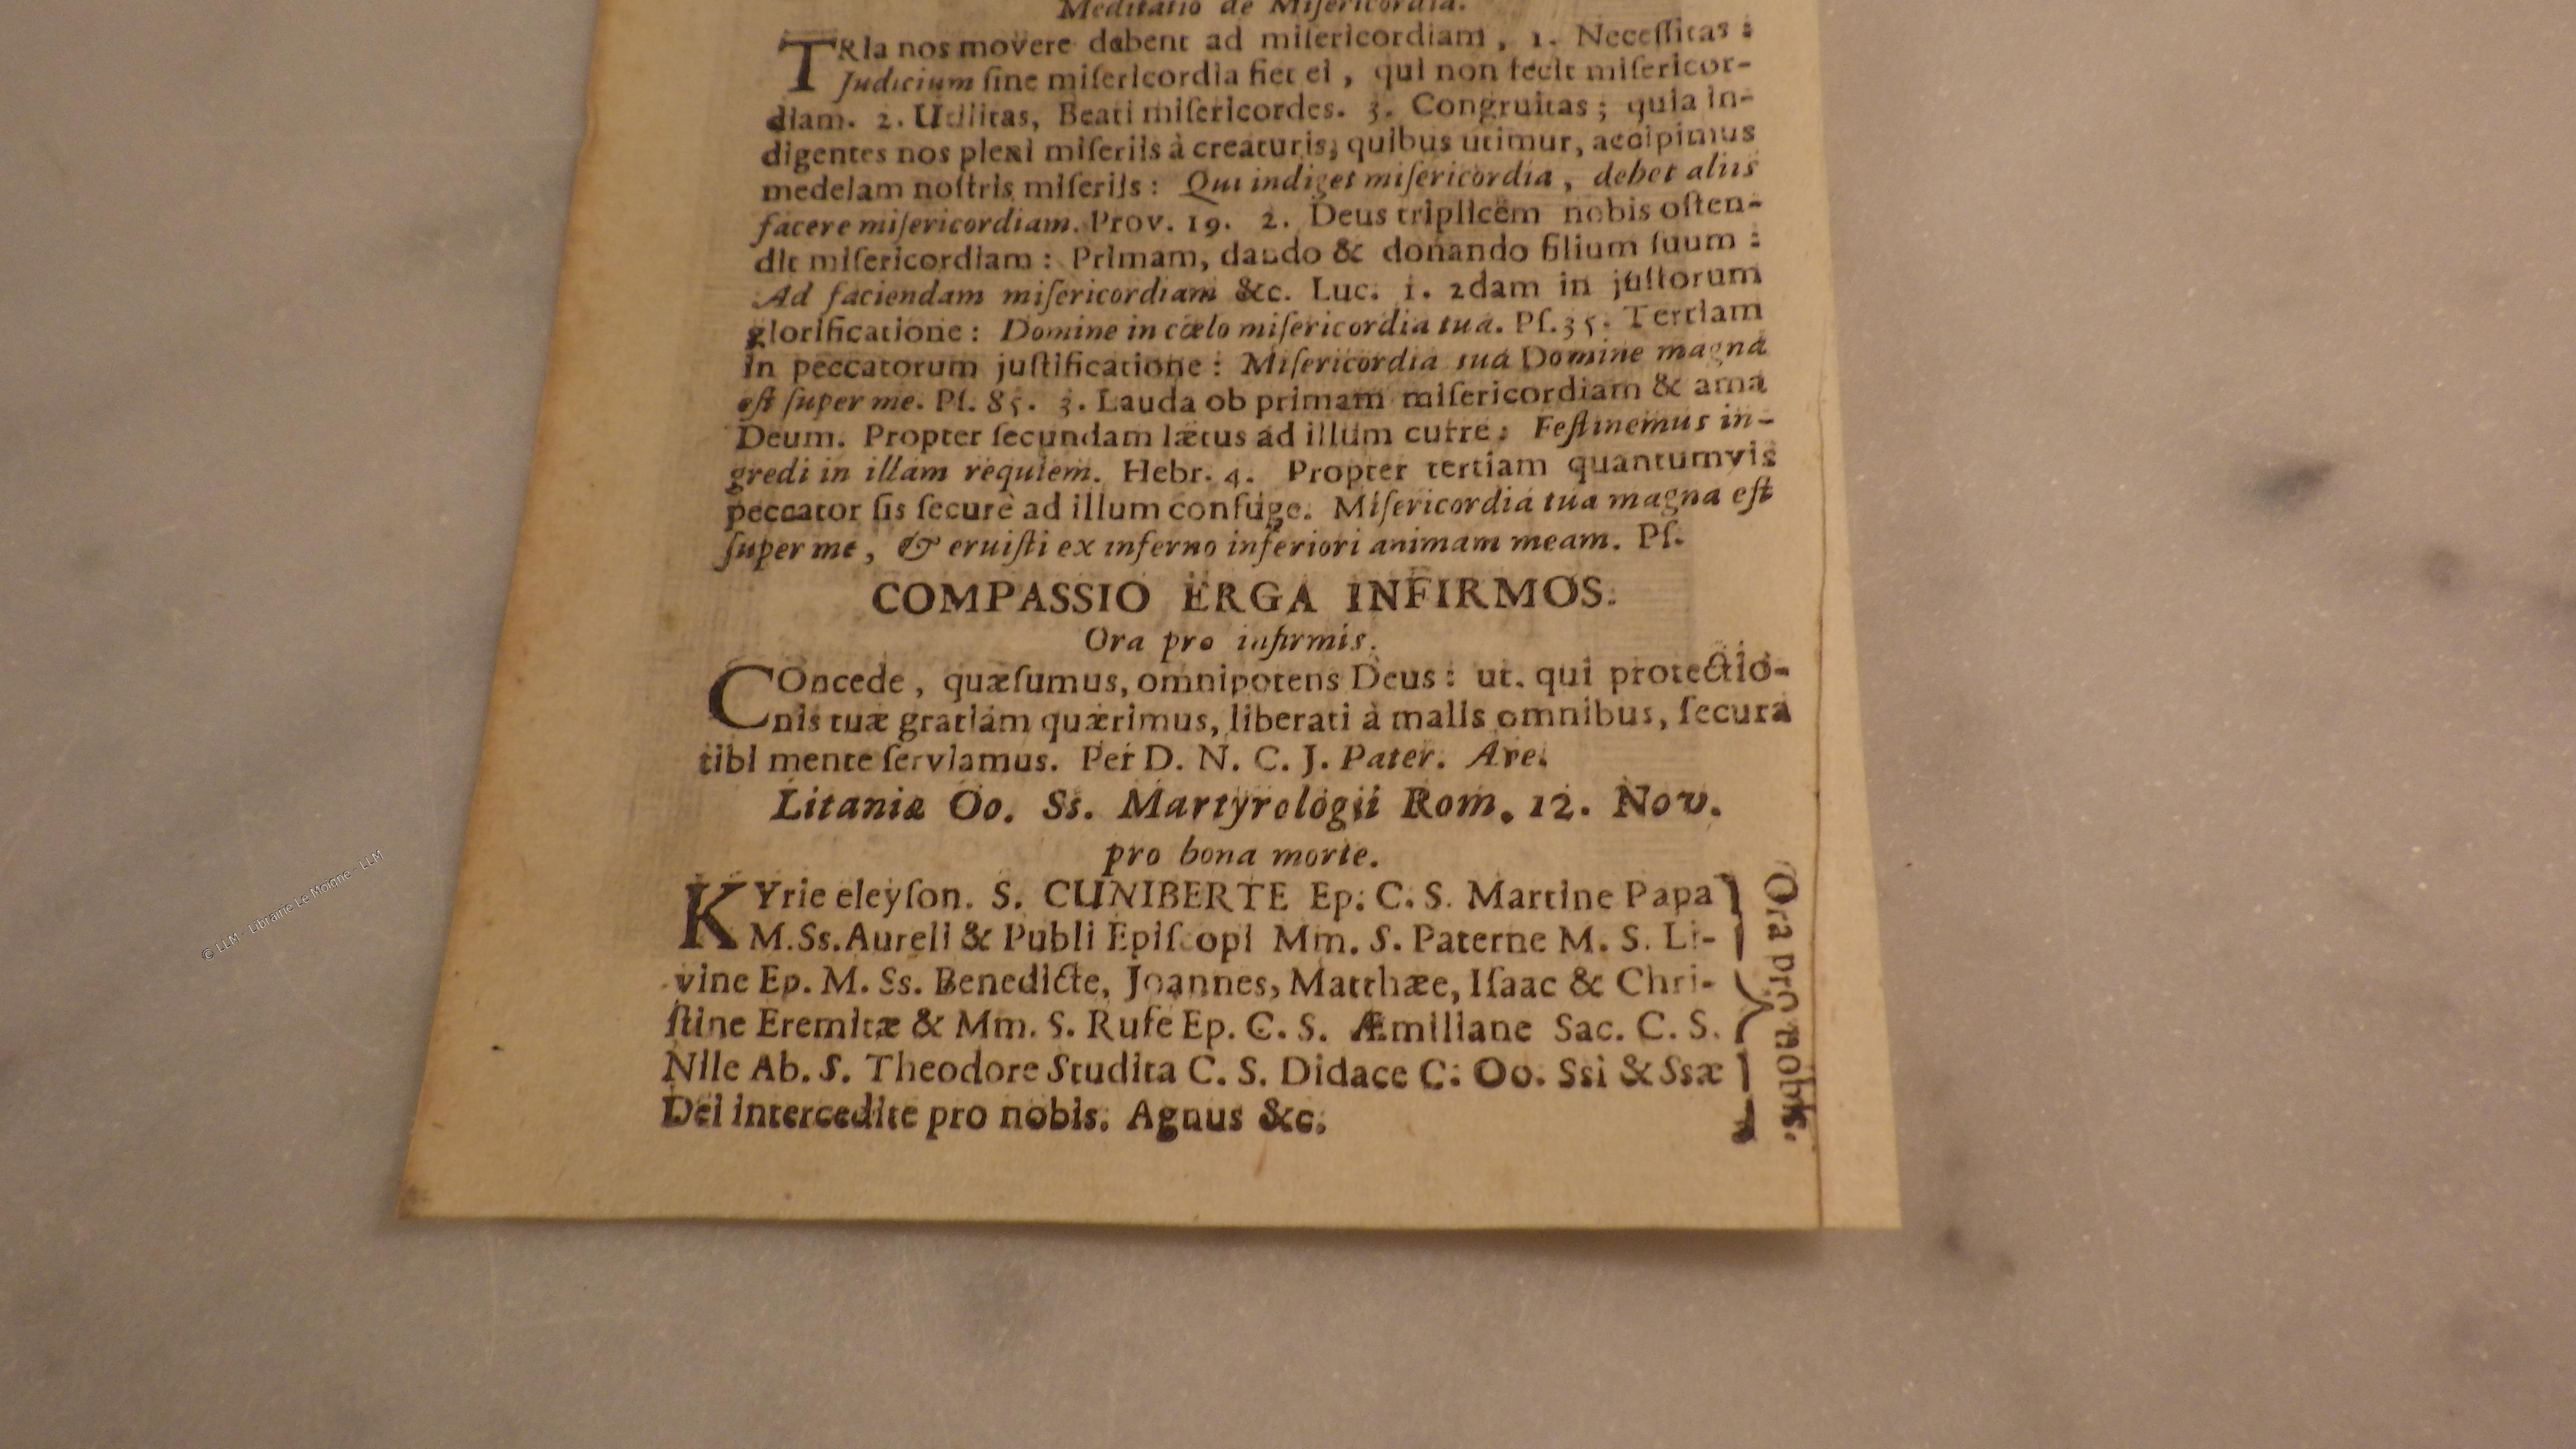 Meditatio de Miſericordia.
TRIa nos movere debent ad miſericordiam, 1. Neceſſitas:
Judicium ſine miſericordia fiet ei, qui non fecit miſericor-
diam. 2. Utilitas, Beati miſericordes. 3. Congruitas; quia in-
digentes nos plexi miſeriis à creaturis, quibus utimur, accipimus
medelam noſtris miſeriis: Qui indiget miſericordia, debet aliis
facere miſericordiam. Prov. 19. 2. Deus triplicem nobis oſten-
dit miſericordiam: Primam, dando & donando filium ſuum:
Ad faciendam miſericordiam &c. Luc. 1. 2dam in juſtorum
glorificatione: Domine in cœlo miſericordia tua. Pſ. 35. Tertiam
in peccatorum juſtificatione: Miſericordia tua Domine magna
eſt ſuper me. Pſ. 85. 3. Lauda ob primam miſericordiam & ama
Deum. Propter ſecundam lætus ad illum curre: Feſtinemus in-
gredi in illam requiem. Hebr. 4. Propter tertiam quantumvis
peccator ſis ſecurè ad illum confuge. Miſericordia tua magna eſt
ſuper me, & eruiſti ex inferno inferiori animam meam. Pſ.
COMPASSIO ERGA INFIRMOS.
Ora pro infirmis.
COncede, quæſumus, omnipotens Deus: ut. qui protectio-
nis tuæ gratiam quærimus, liberati à malis omnibus, ſecura
tibi mente ſerviamus. Per D. N. C. J. Pater. Ave.
Litaniæ Oo. Ss. Martyrologii Rom. 12. Nov.
pro bona morte.
KYrie eleyſon. S. CUNIBERTE Ep. C. S. Martine Papa
M. Ss. Aureli & Publi Epiſcopi Mm. S. Paterne M. S. Li-
vine Ep. M. Ss. Benedicte, Joannes, Matthæe, Iſaac & Chri-
ſtine Eremitæ & Mm. S. Rufe Ep. C. S. Æmiliane Sac. C. S.
Nile Ab. S. Theodore Studita C. S. Didace C. Oo. Ssi & Ssæ
Dei intercedite pro nobis. Agnus &c.
Ora pro nobis.
© LLM - Librairie Le Moigne - LLM